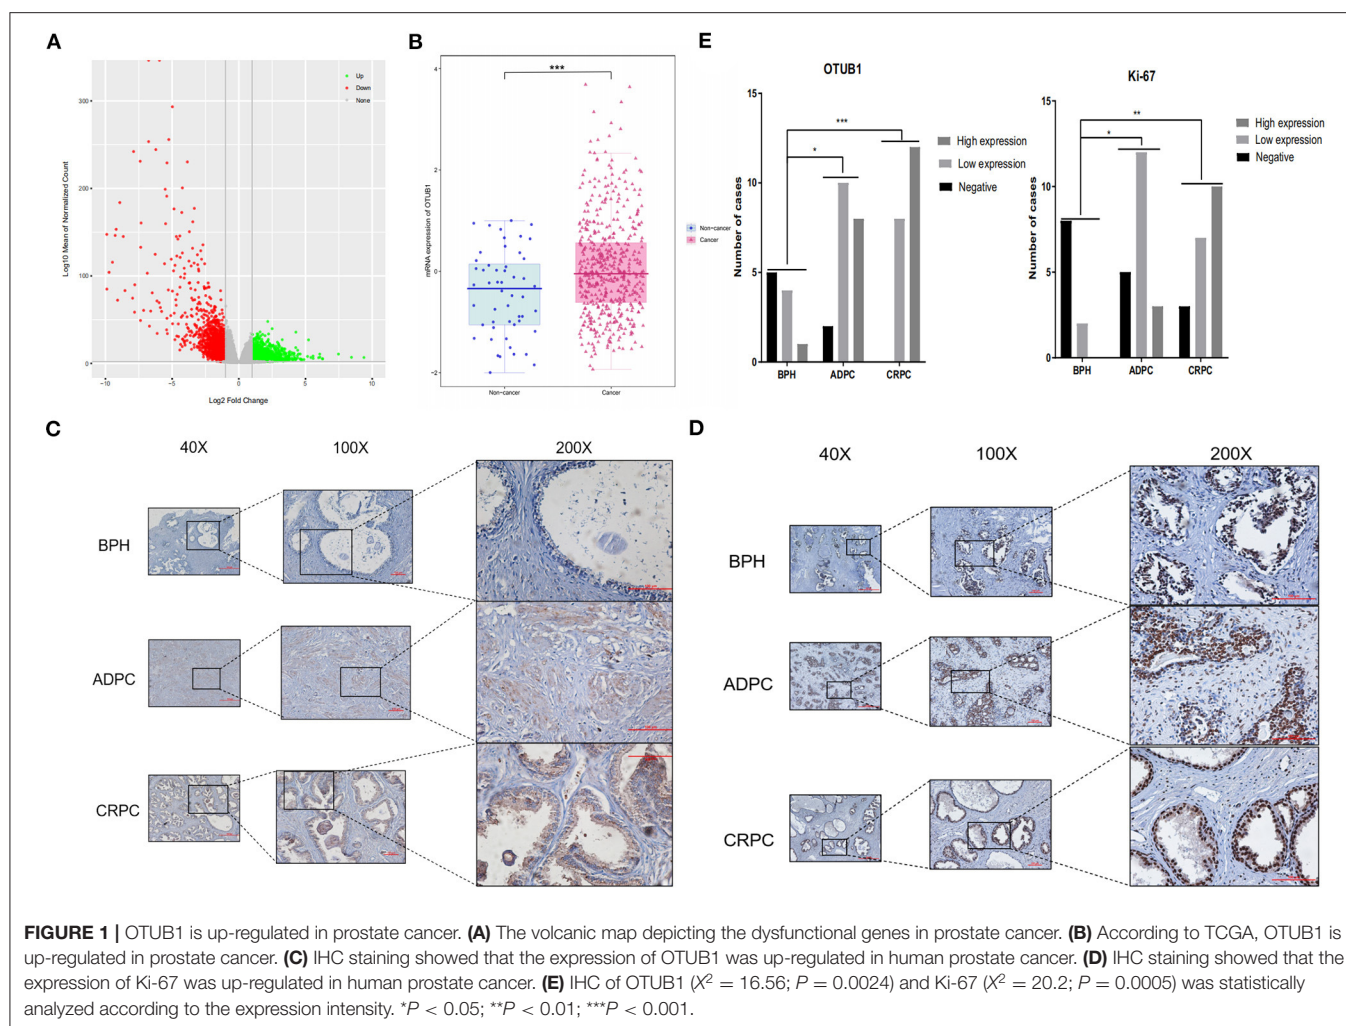 A
Up
Down
None
300
200
100
0
−10
−5
0
5
10
Log10 Mean of Normalized Count
Log2 Fold Change
B
***
4
2
0
−2
mRNA expression of OTUB1
Non−cancer
Cancer
Non−cancer
Cancer
E
OTUB1
15
10
5
0
Number of cases
***
*
BPH
ADPC
CRPC
High expression
Low expression
Negative
Ki-67
15
10
5
0
Number of cases
**
*
BPH
ADPC
CRPC
High expression
Low expression
Negative
C
40X
100X
200X
BPH
ADPC
CRPC
D
40X
100X
200X
BPH
ADPC
CRPC
FIGURE 1 | OTUB1 is up-regulated in prostate cancer. (A) The volcanic map depicting the dysfunctional genes in prostate cancer. (B) According to TCGA, OTUB1 is
up-regulated in prostate cancer. (C) IHC staining showed that the expression of OTUB1 was up-regulated in human prostate cancer. (D) IHC staining showed that the
expression of Ki-67 was up-regulated in human prostate cancer. (E) IHC of OTUB1 (X² = 16.56; P = 0.0024) and Ki-67 (X² = 20.2; P = 0.0005) was statistically
analyzed according to the expression intensity. *P < 0.05; **P < 0.01; ***P < 0.001.